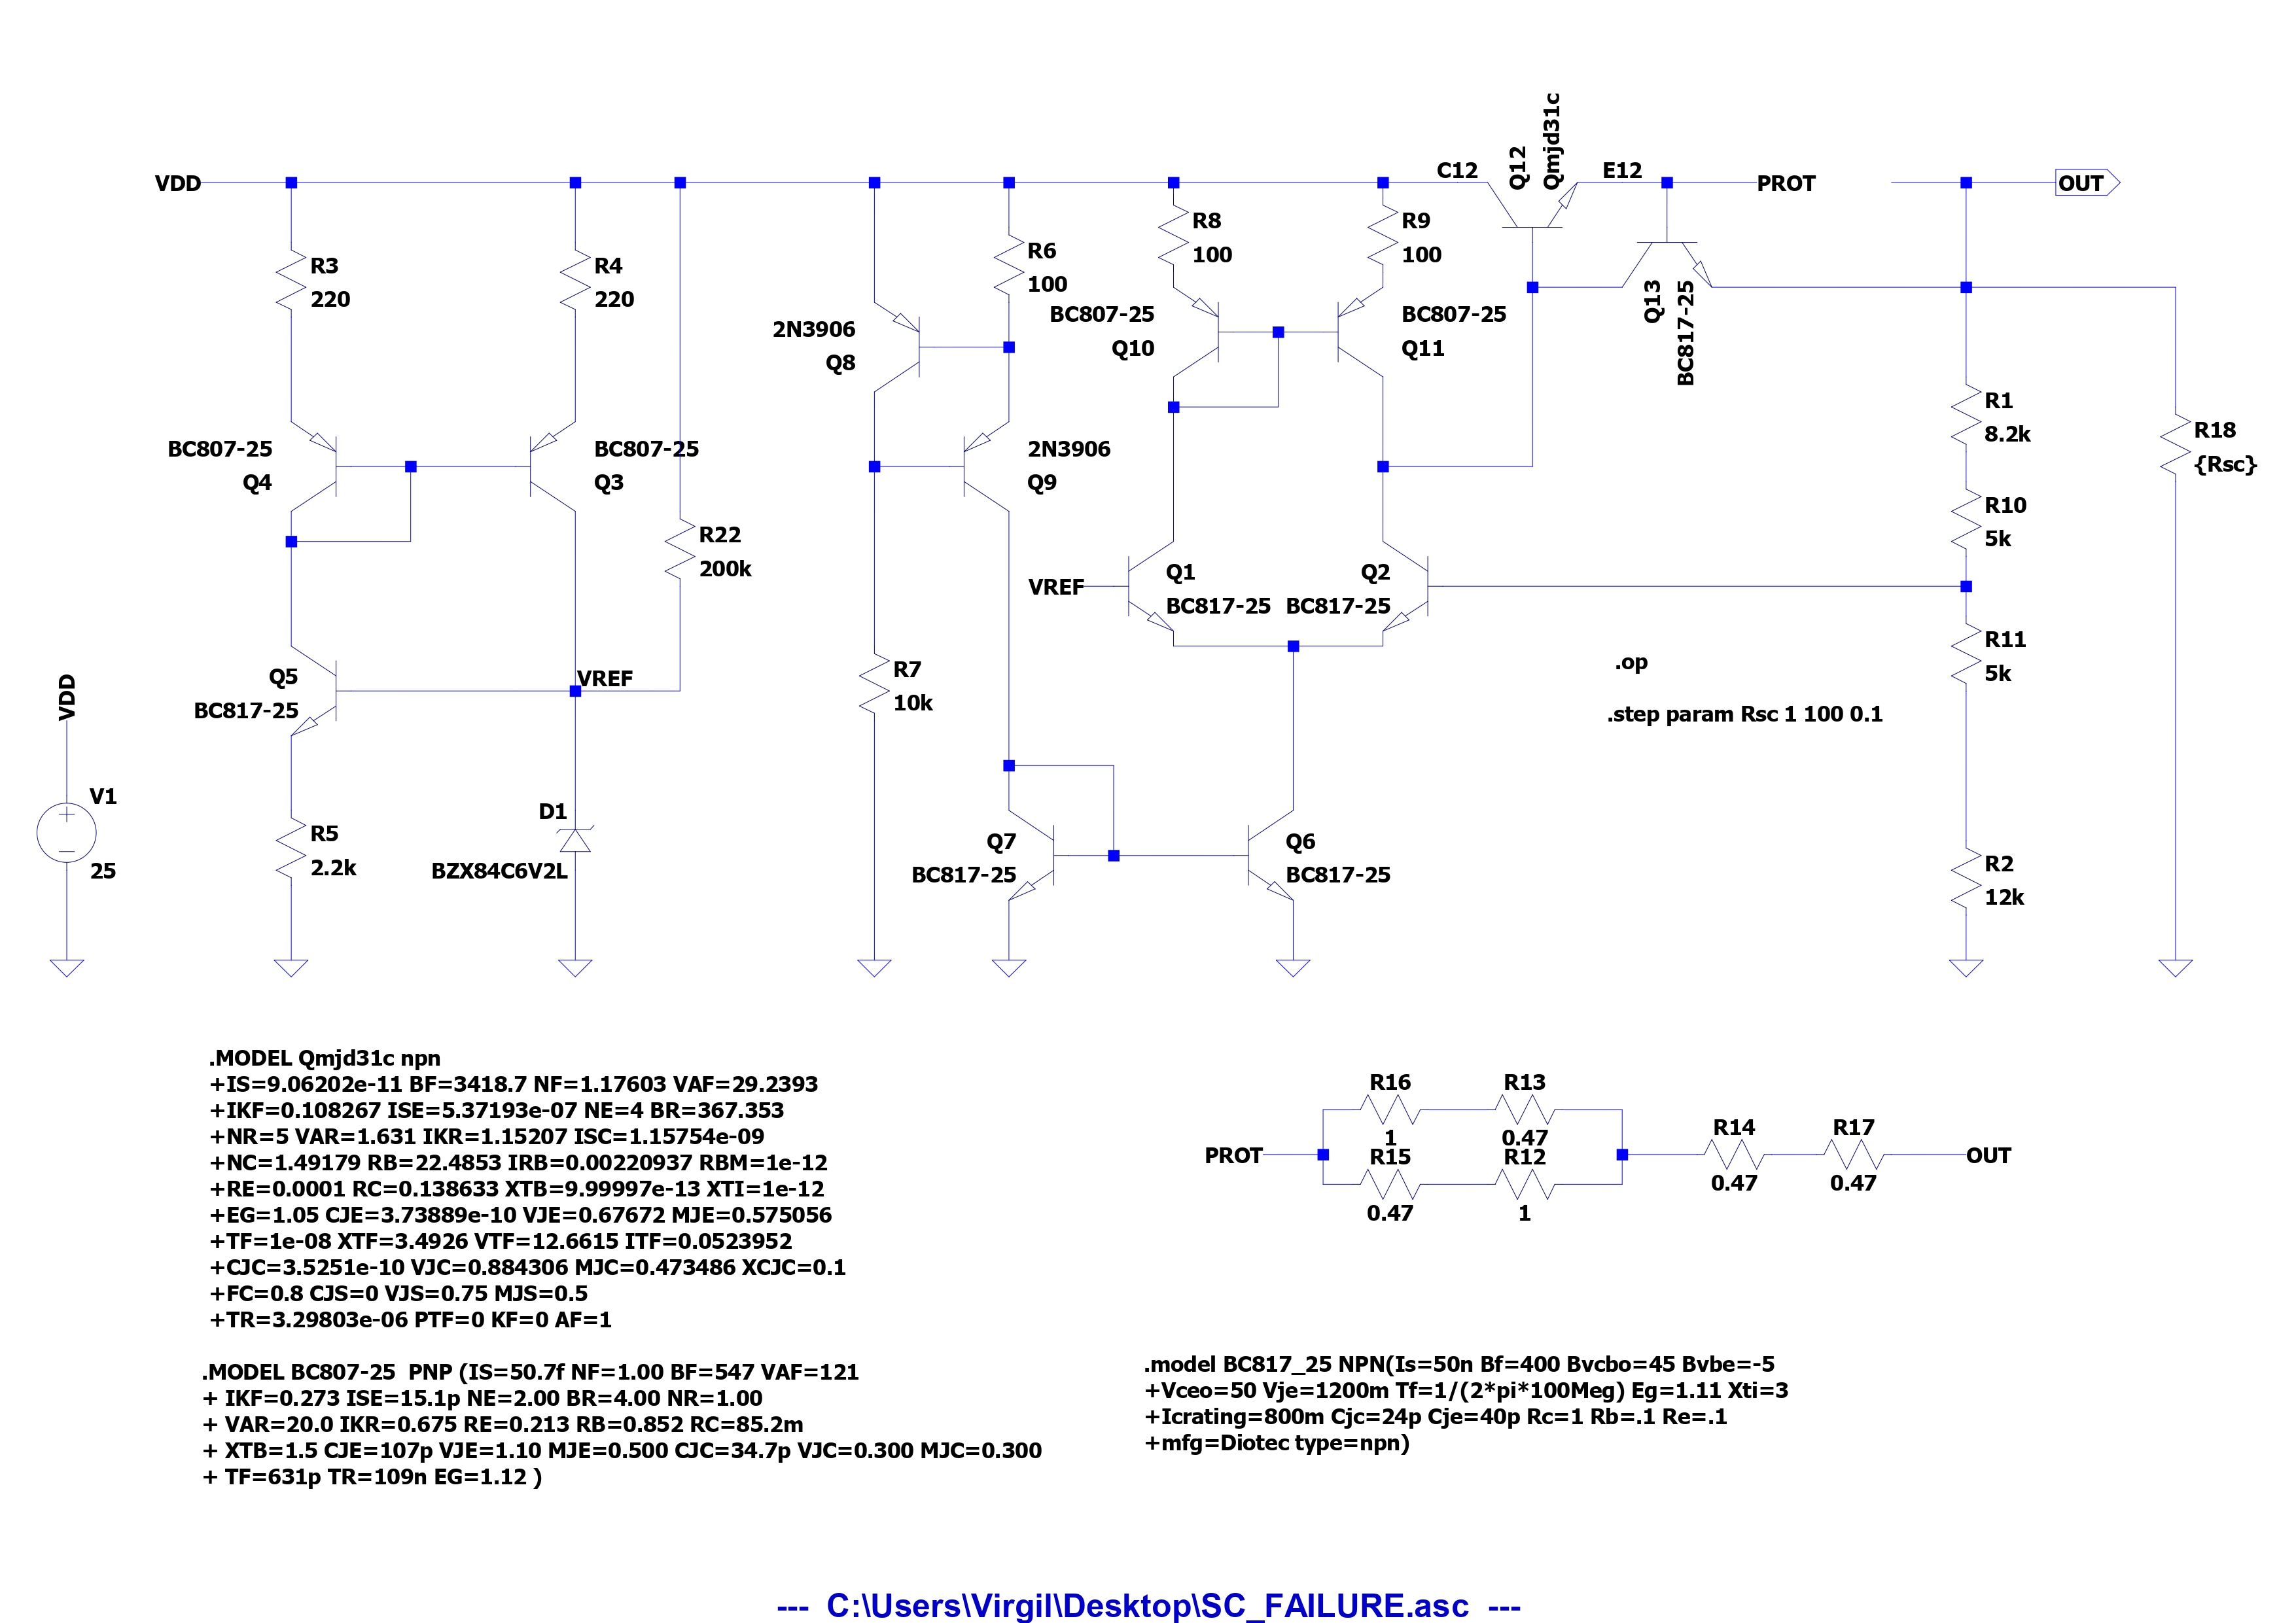 VDD
R3
220
R4
220
BC807-25
Q4
BC807-25
Q3
R22
200k
VREF
Q5
BC817-25
VDD
V1
25
R5
2.2k
D1
BZX84C6V2L
2N3906
Q8
R6
100
2N3906
Q9
R7
10k
Q7
BC817-25
Q6
BC817-25
R8
100
R9
100
BC807-25
Q10
BC807-25
Q11
VREF
Q1
BC817-25
Q2
BC817-25
C12
Q12
Qmjd31c
E12
PROT
OUT
Q13
BC817-25
R1
8.2k
R10
5k
R11
5k
R2
12k
R18
{Rsc}
.op
.step param Rsc 1 100 0.1
.MODEL Qmjd31c npn
+IS=9.06202e-11 BF=3418.7 NF=1.17603 VAF=29.2393
+IKF=0.108267 ISE=5.37193e-07 NE=4 BR=367.353
+NR=5 VAR=1.631 IKR=1.15207 ISC=1.15754e-09
+NC=1.49179 RB=22.4853 IRB=0.00220937 RBM=1e-12
+RE=0.0001 RC=0.138633 XTB=9.99997e-13 XTI=1e-12
+EG=1.05 CJE=3.73889e-10 VJE=0.67672 MJE=0.575056
+TF=1e-08 XTF=3.4926 VTF=12.6615 ITF=0.0523952
+CJC=3.5251e-10 VJC=0.884306 MJC=0.473486 XCJC=0.1
+FC=0.8 CJS=0 VJS=0.75 MJS=0.5
+TR=3.29803e-06 PTF=0 KF=0 AF=1
PROT
R16
1
R13
0.47
R15
0.47
R12
1
R14
0.47
R17
0.47
OUT
.MODEL BC807-25 PNP (IS=50.7f NF=1.00 BF=547 VAF=121
+ IKF=0.273 ISE=15.1p NE=2.00 BR=4.00 NR=1.00
+ VAR=20.0 IKR=0.675 RE=0.213 RB=0.852 RC=85.2m
+ XTB=1.5 CJE=107p VJE=1.10 MJE=0.500 CJC=34.7p VJC=0.300 MJC=0.300
+ TF=631p TR=109n EG=1.12 )
.model BC817_25 NPN(Is=50n Bf=400 Bvcbo=45 Bvbe=-5
+Vceo=50 Vje=1200m Tf=1/(2*pi*100Meg) Eg=1.11 Xti=3
+Icrating=800m Cjc=24p Cje=40p Rc=1 Rb=.1 Re=.1
+mfg=Diotec type=npn)
--- C:\Users\Virgil\Desktop\SC_FAILURE.asc ---